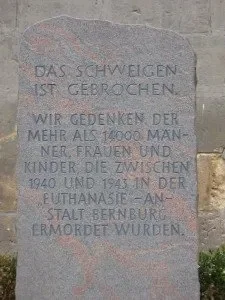 DAS SCHWEIGEN
IST GEBROCHEN.
WIR GEDENKEN DER
MEHR ALS 14000 MÄN-
NER, FRAUEN UND
KINDER DIE ZWISCHEN
1940 UND 1943 IN DER
„EUTHANASIE”-AN-
STALT BERNBURG
ERMORDET WURDEN.